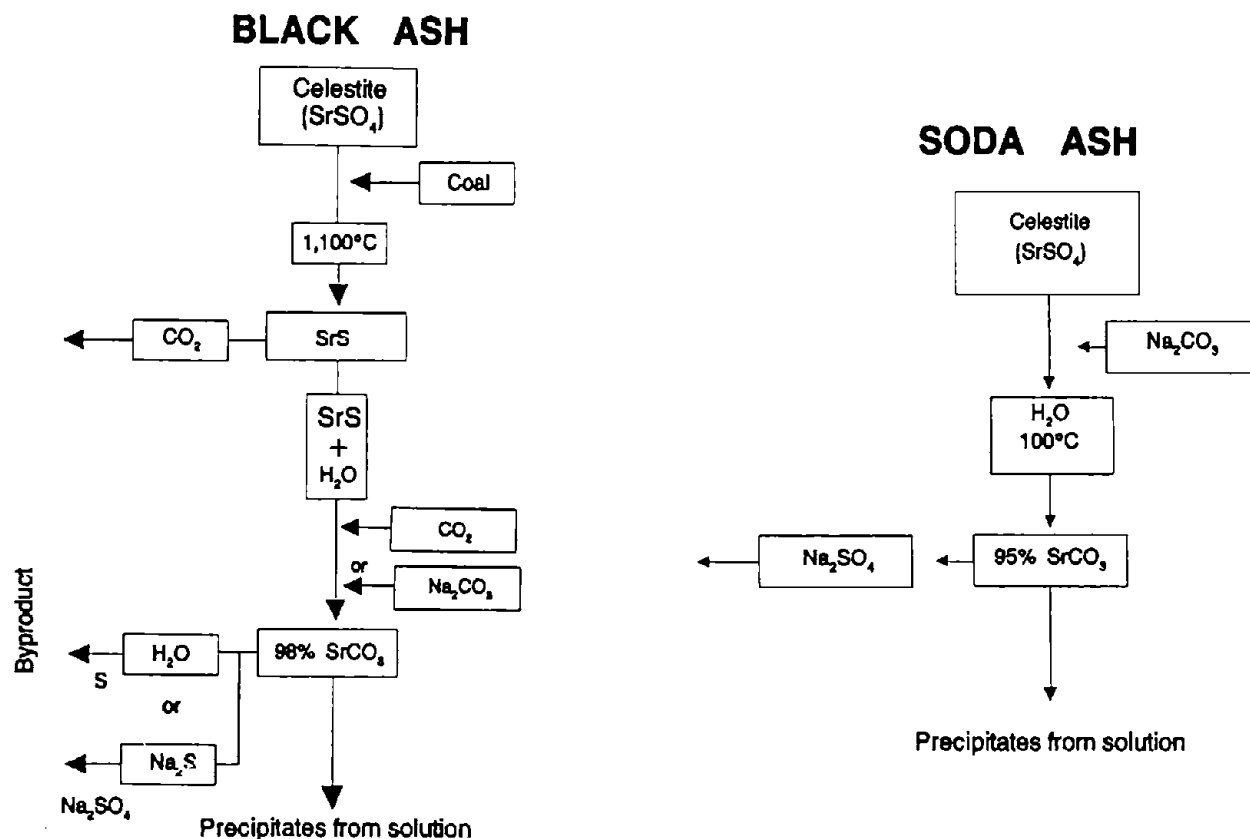 BLACK ASH
Celestite
(SrSO₄)
Coal
1,100°C
CO₂
SrS
SrS
+
H₂O
CO₂
or
Na₂CO₃
Byproduct
H₂O
98% SrCO₃
S
or
Na₂S
Na₂SO₄
Precipitates from solution
SODA ASH
Celestite
(SrSO₄)
Na₂CO₃
H₂O
100°C
Na₂SO₄
95% SrCO₃
Precipitates from solution